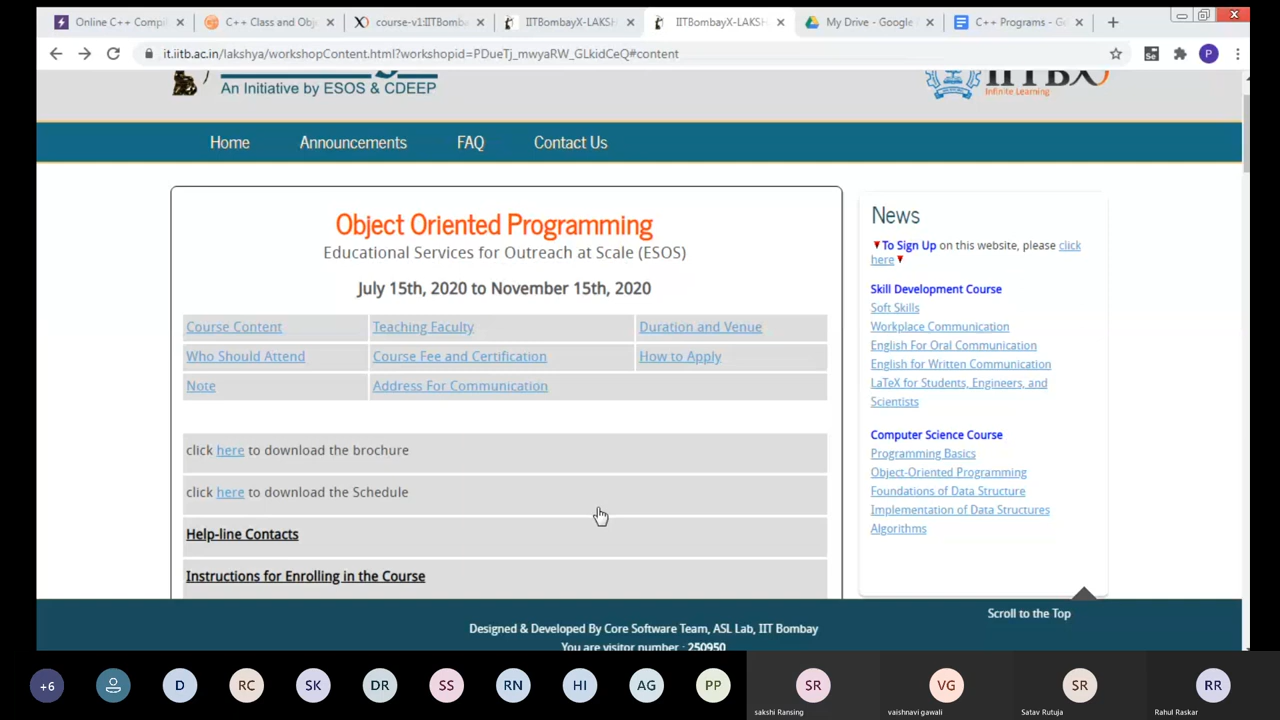 Online C++ Compil
C++ Class and Obj
course-v1:IITBomb
IITBombayX-LAKSH
IITBombayX-LAKSH
My Drive - Google
C++ Programs - G
it.iitb.ac.in/lakshya/workshopContent.html?workshopid=PDueTj_mwyaRW_GLkidCeQ#content
Se
P
An Initiative by ESOS & CDEEP
IITBX
Infinite Learning
Home Announcements FAQ Contact Us
Object Oriented Programming
Educational Services for Outreach at Scale (ESOS)
July 15th, 2020 to November 15th, 2020
Course Content Teaching Faculty Duration and Venue
Who Should Attend Course Fee and Certification How to Apply
Note Address For Communication
click here to download the brochure
click here to download the Schedule
Help-line Contacts
Instructions for Enrolling in the Course
News
To Sign Up on this website, please click
here
Skill Development Course
Soft Skills
Workplace Communication
English For Oral Communication
English for Written Communication
LaTeX for Students, Engineers, and
Scientists
Computer Science Course
Programming Basics
Object-Oriented Programming
Foundations of Data Structure
Implementation of Data Structures
Algorithms
Scroll to the Top
Designed & Developed By Core Software Team, ASL Lab, IIT Bombay
You are visitor number : 250950
+6 D RC SK DR SS RN HI AG PP SR VG SR RR
sakshi Ransing vaishnavi gawali Satav Rutuja Rahul Raskar